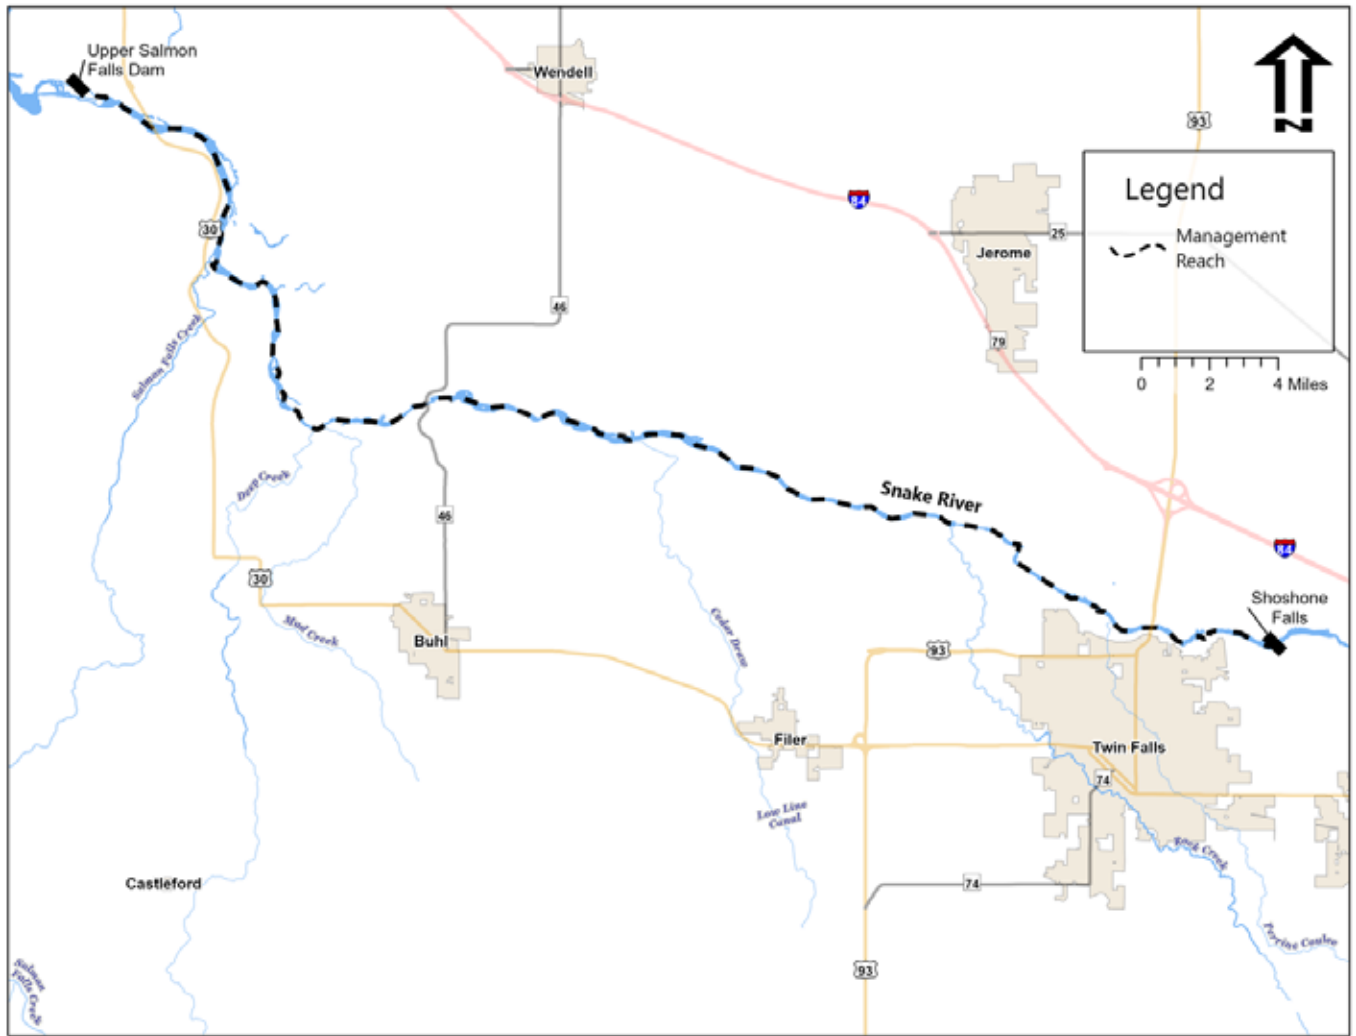 Upper Salmon
Falls Dam
Wendell
93
N
84
Legend
Management
Reach
30
25
Jerome
46
79
0 2 4 Miles
Salmon Falls Creek
Deep Creek
46
Snake River
84
30
Shoshone
Falls
Mud Creek
Buhl
Cedar Draw
93
Filer
Twin Falls
74
Low Line
Canal
Rock Creek
Castleford
74
Perrine Coulee
93
Salmon
Falls Creek